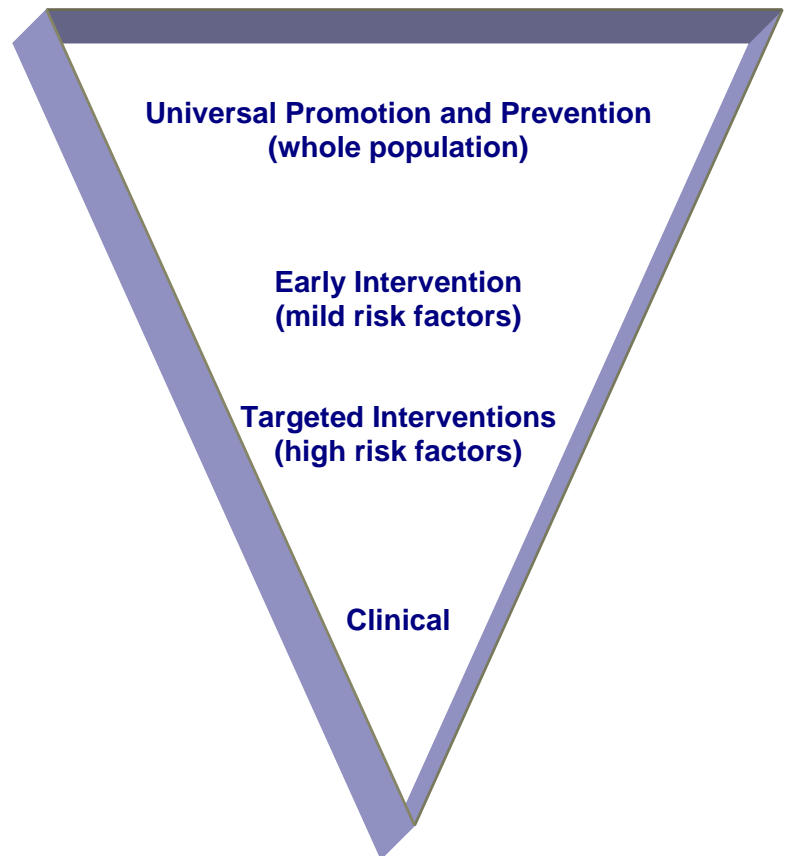 Universal Promotion and Prevention
(whole population)
Early Intervention
(mild risk factors)
Targeted Interventions
(high risk factors)
Clinical